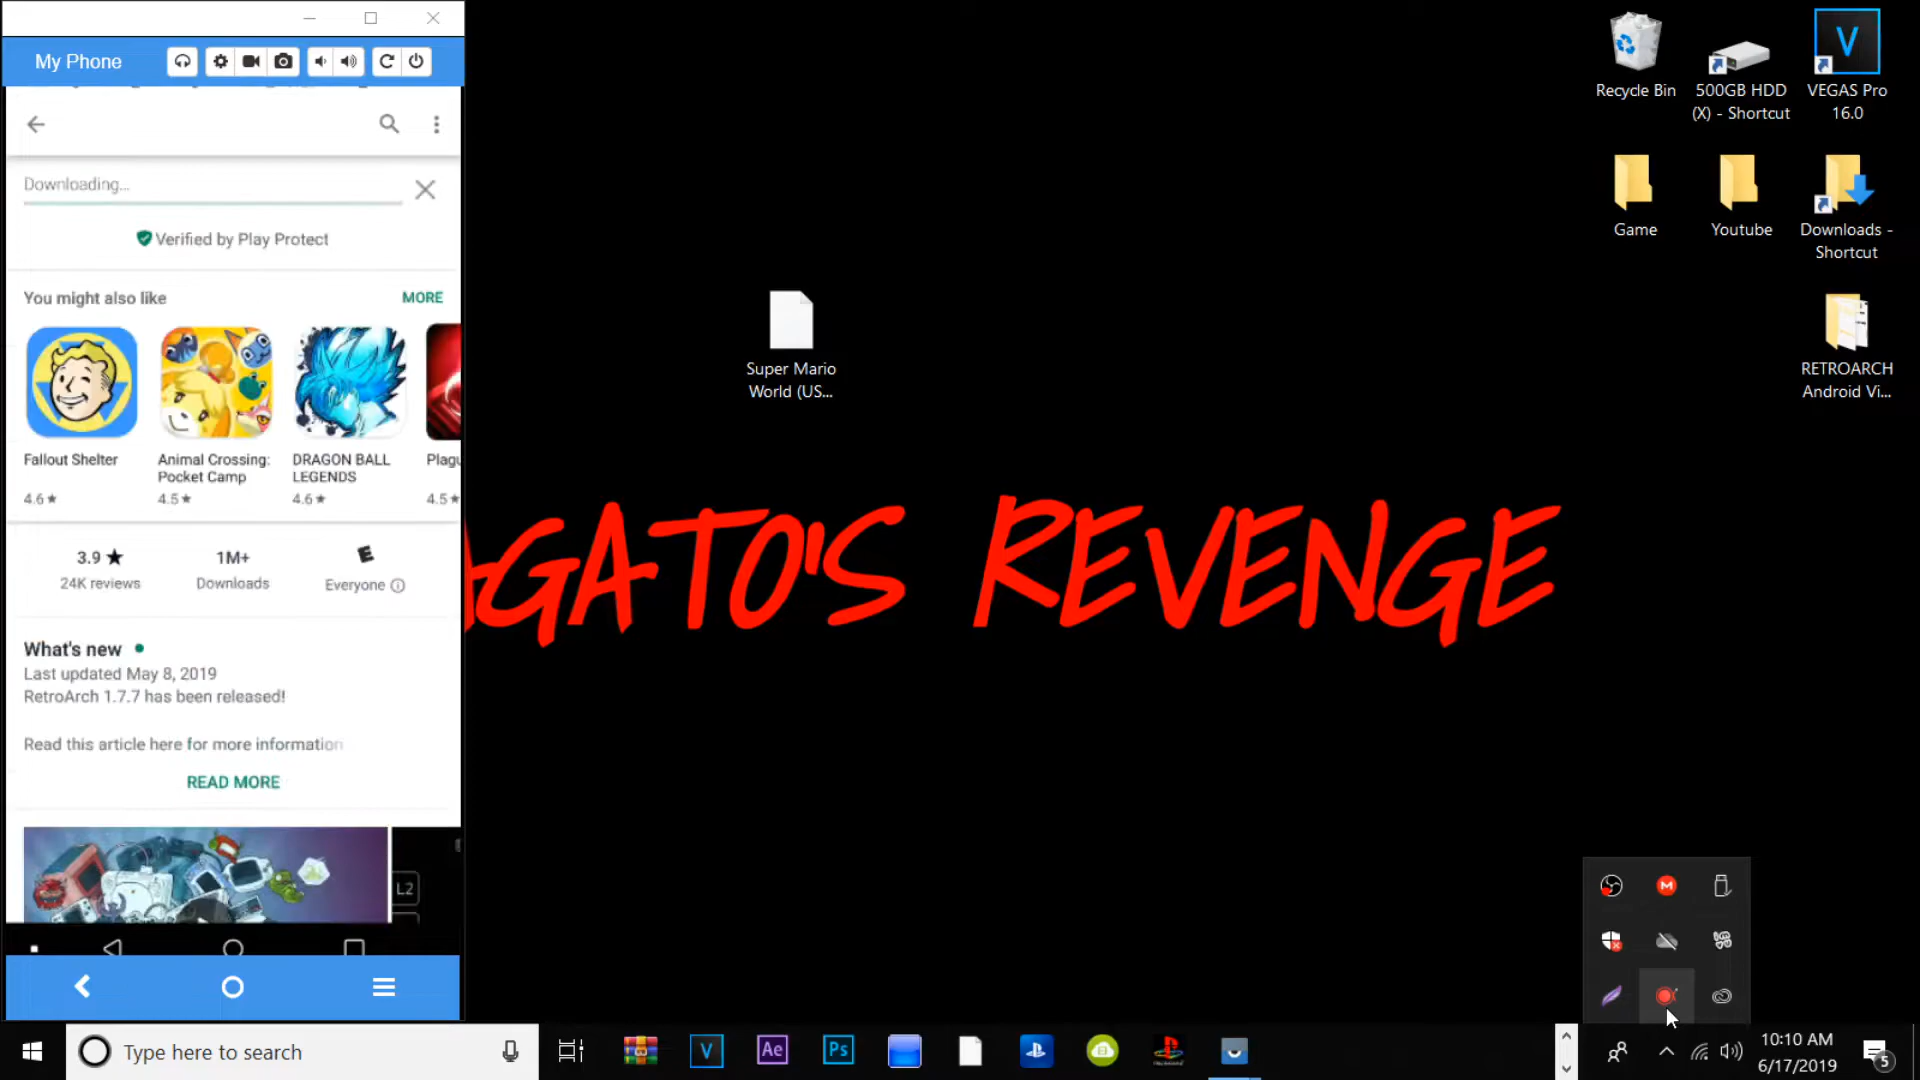 My Phone
Downloading...
Verified by Play Protect
You might also like
MORE
Fallout Shelter
4.6★
Animal Crossing: Pocket Camp
4.5★
DRAGON BALL LEGENDS
4.6★
Plagu
4.5★
3.9 ★
24K reviews
1M+
Downloads
E
Everyone
What's new
Last updated May 8, 2019
RetroArch 1.7.7 has been released!
Read this article here for more information
READ MORE
L2
Super Mario
World (US...
GATO'S REVENGE
Recycle Bin
500GB HDD
(X) - Shortcut
V
VEGAS Pro
16.0
Game
Youtube
Downloads -
Shortcut
RETROARCH
Android Vi...
M
Type here to search
V
Ae
Ps
10:10 AM
6/17/2019
5